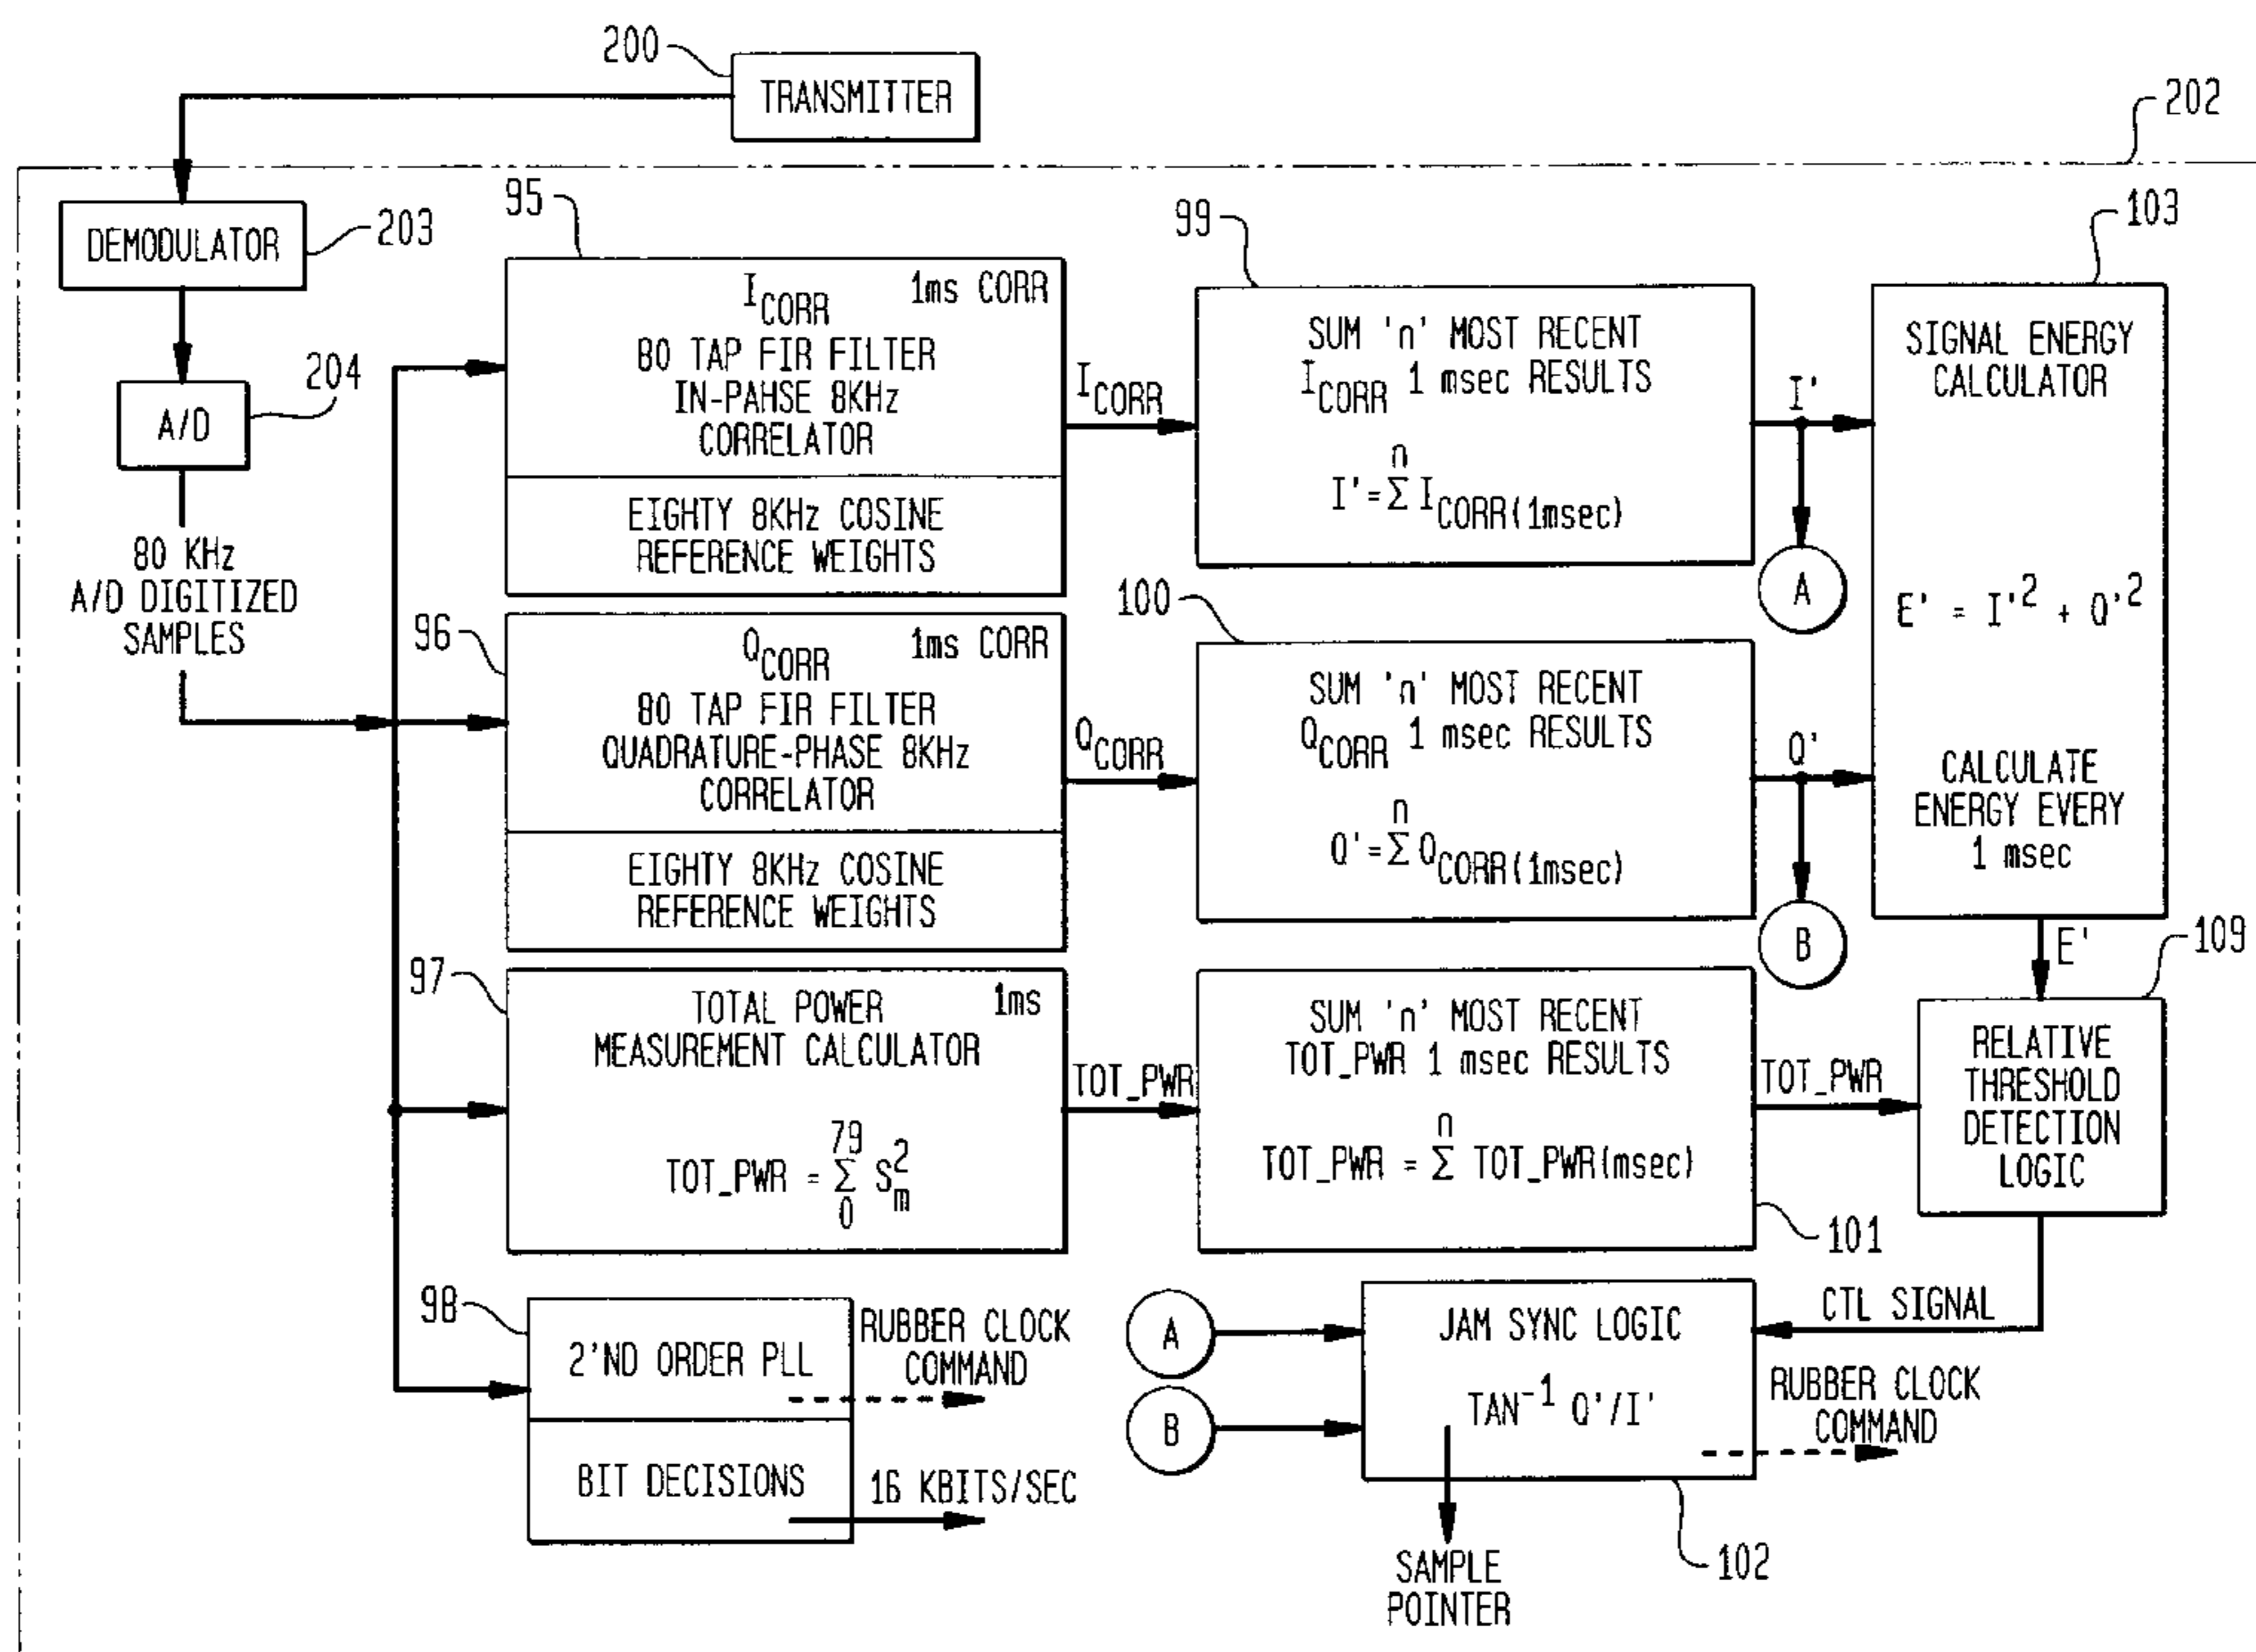 200
TRANSMITTER
202
DEMODULATOR
203
A/D
204
80 KHz
A/D DIGITIZED
SAMPLES
95
I CORR 1ms CORR
80 TAP FIR FILTER
IN-PAHSE 8KHz
CORRELATOR
EIGHTY 8KHz COSINE
REFERENCE WEIGHTS
I CORR
99
SUM 'n' MOST RECENT
I CORR 1 msec RESULTS
n
I' = Σ I CORR(1msec)
I'
A
103
SIGNAL ENERGY
CALCULATOR
E' = I'² + Q'²
CALCULATE
ENERGY EVERY
1 msec
96
Q CORR 1ms CORR
80 TAP FIR FILTER
QUADRATURE-PHASE 8KHz
CORRELATOR
EIGHTY 8KHz COSINE
REFERENCE WEIGHTS
Q CORR
100
SUM 'n' MOST RECENT
Q CORR 1 msec RESULTS
n
Q' = Σ Q CORR(1msec)
Q'
B
E'
109
97
TOTAL POWER 1ms
MEASUREMENT CALCULATOR
79
TOT_PWR = Σ S²m
0
TOT_PWR
SUM 'n' MOST RECENT
TOT_PWR 1 msec RESULTS
n
TOT_PWR = Σ TOT_PWR(msec)
101
TOT_PWR
RELATIVE
THRESHOLD
DETECTION
LOGIC
98
2'ND ORDER PLL
RUBBER CLOCK
COMMAND
BIT DECISIONS
16 KBITS/SEC
A
B
JAM SYNC LOGIC
TAN⁻¹ Q'/I'
CTL SIGNAL
RUBBER CLOCK
COMMAND
102
SAMPLE
POINTER